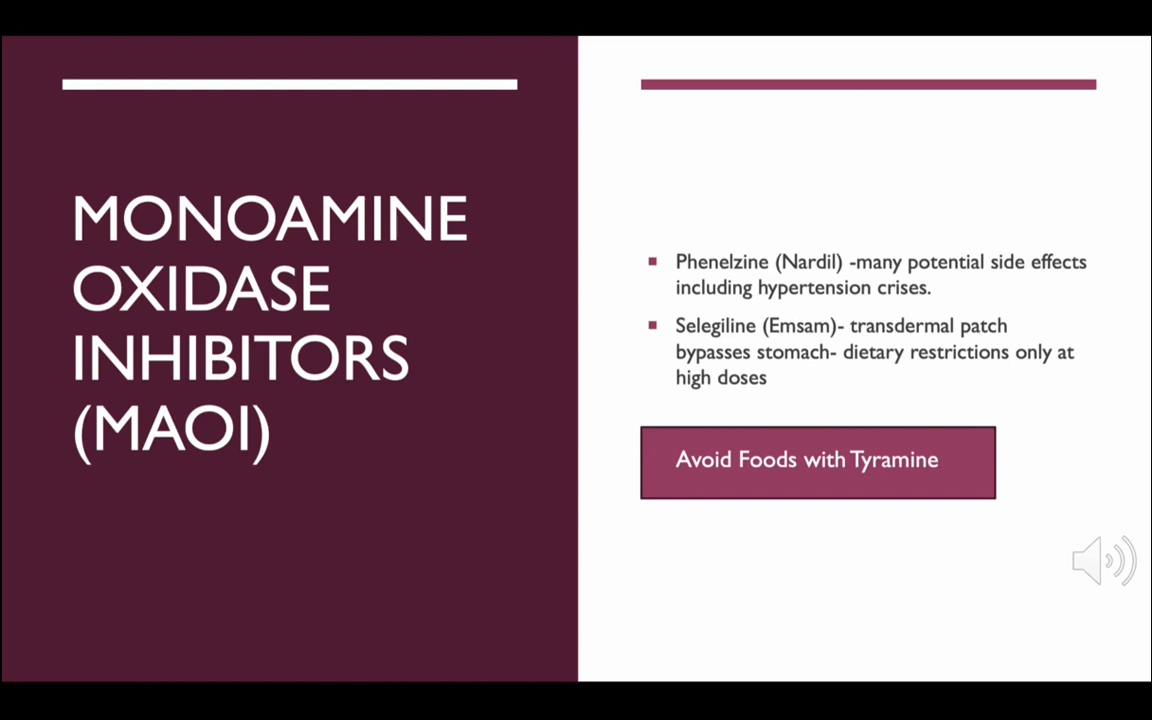 MONOAMINE
OXIDASE
INHIBITORS
(MAOI)
Phenelzine (Nardil) -many potential side effects
including hypertension crises.
Selegiline (Emsam)- transdermal patch
bypasses stomach- dietary restrictions only at
high doses
Avoid Foods with Tyramine